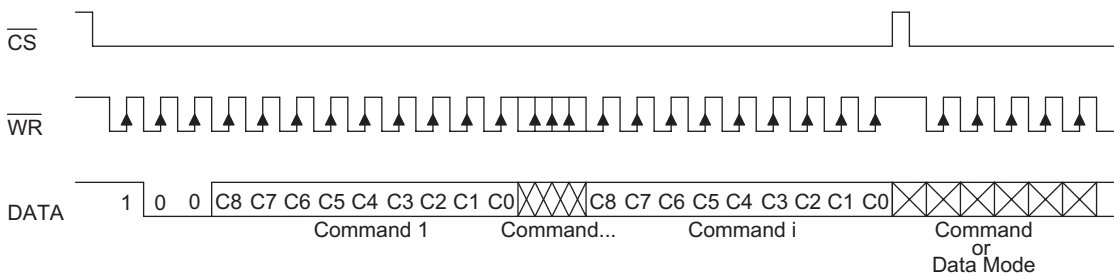 CS
WR
DATA
1 0 0 C8 C7 C6 C5 C4 C3 C2 C1 C0 C8 C7 C6 C5 C4 C3 C2 C1 C0
Command 1
Command...
Command i
Command
or
Data Mode